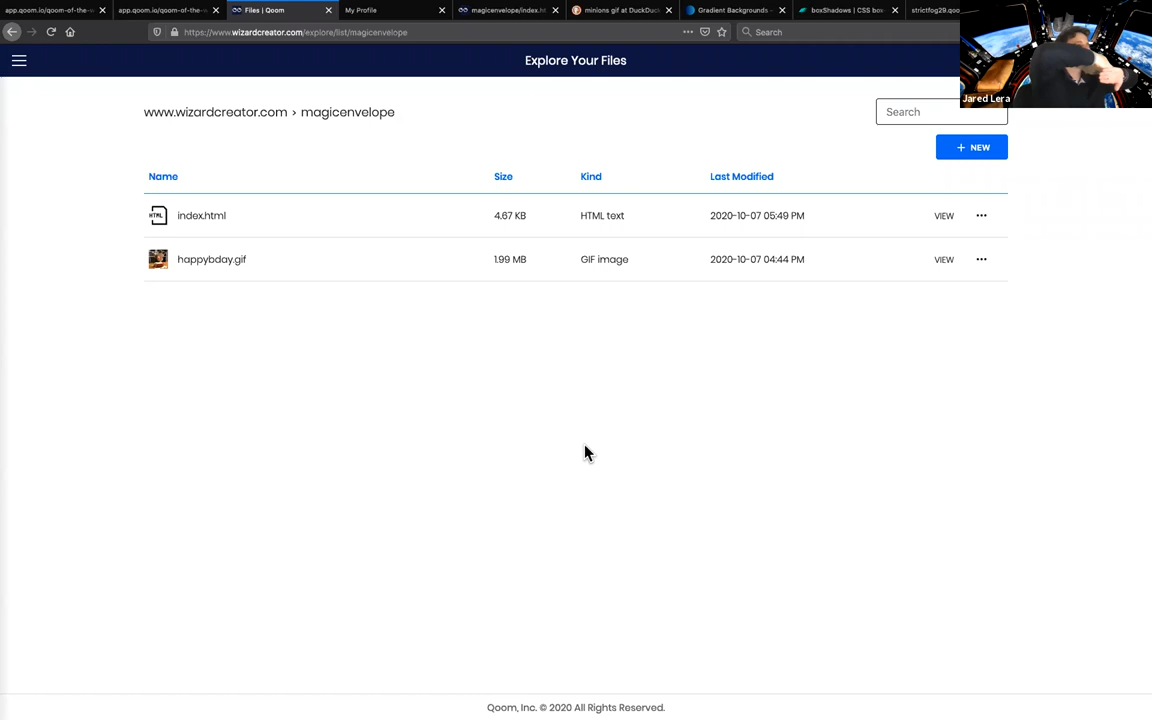 app.qoom.io/qoom-of-the-w
app.qoom.io/qoom-of-the-w
Files | Qoom
My Profile
magicenvelope/index.ht
minions gif at DuckDuc
Gradient Backgrounds –
boxShadows | CSS box
strictfog29.qoo
https://www.wizardcreator.com/explore/list/magicenvelope
Search
Explore Your Files
Jared Lera
www.wizardcreator.com > magicenvelope
Search
+ NEW
Name Size Kind Last Modified
HTML index.html 4.67 KB HTML text 2020-10-07 05:49 PM VIEW •••
happybday.gif 1.99 MB GIF image 2020-10-07 04:44 PM VIEW •••
Qoom, Inc. © 2020 All Rights Reserved.